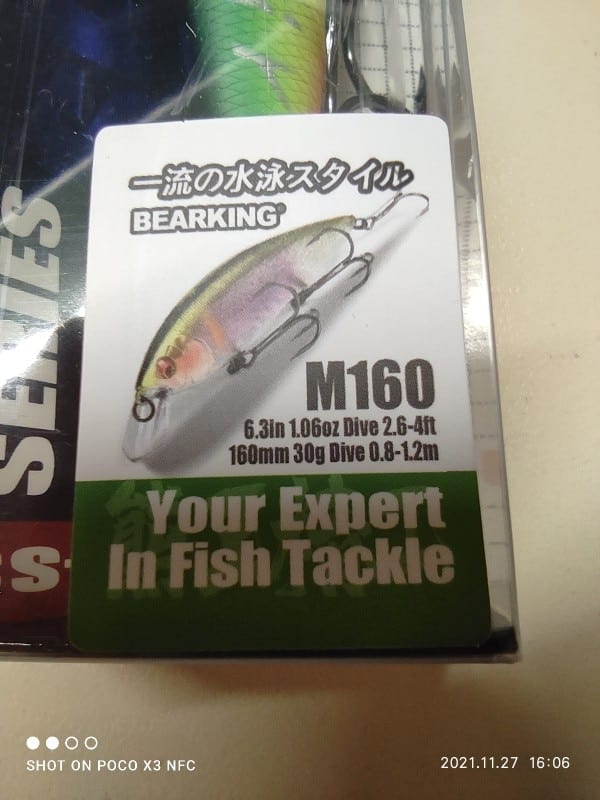 一流の水泳スタイル
BEARKING®
M160
6.3in 1.06oz Dive 2.6-4ft
160mm 30g Dive 0.8-1.2m
Your Expert
In Fish Tackle
SERIES
SHOT ON POCO X3 NFC
2021.11.27 16:06